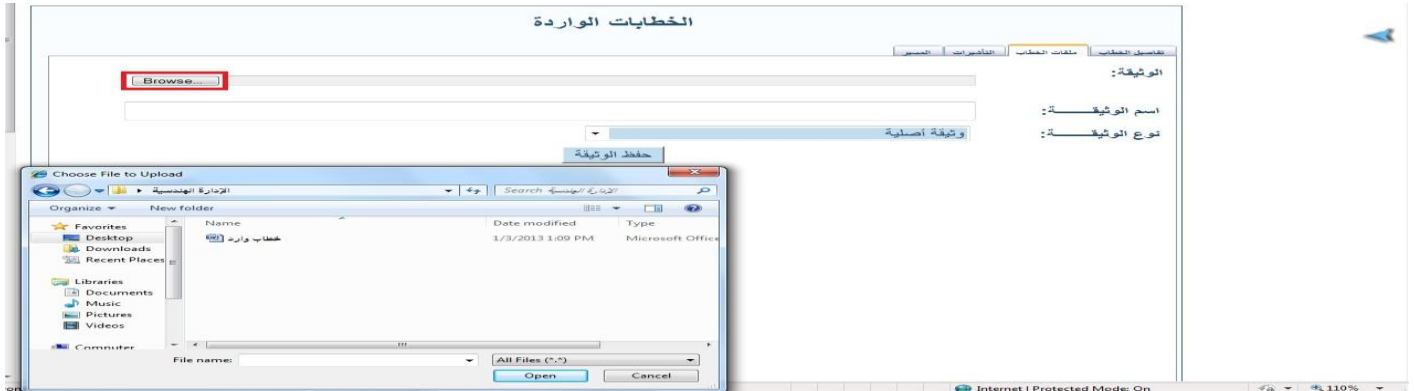 الخطابات الواردة
تفاصيل الخطاب ملفات الخطاب التأشيرات المسير
الوثيقة:
Browse...
اسم الوثيقـــــــة:
نوع الوثيقـــــــة:
وثيقة أصلية
حفظ الوثيقة
Choose File to Upload
الإدارة الهندسية
Search الإدارة الهندسية
Organize New folder
Favorites
Desktop
Downloads
Recent Places
Libraries
Documents
Music
Pictures
Videos
Computer
Name Date modified Type
خطاب وارد 1/3/2013 1:09 PM Microsoft Office
File name: All Files (*.*)
Open Cancel
Internet | Protected Mode: On 110%